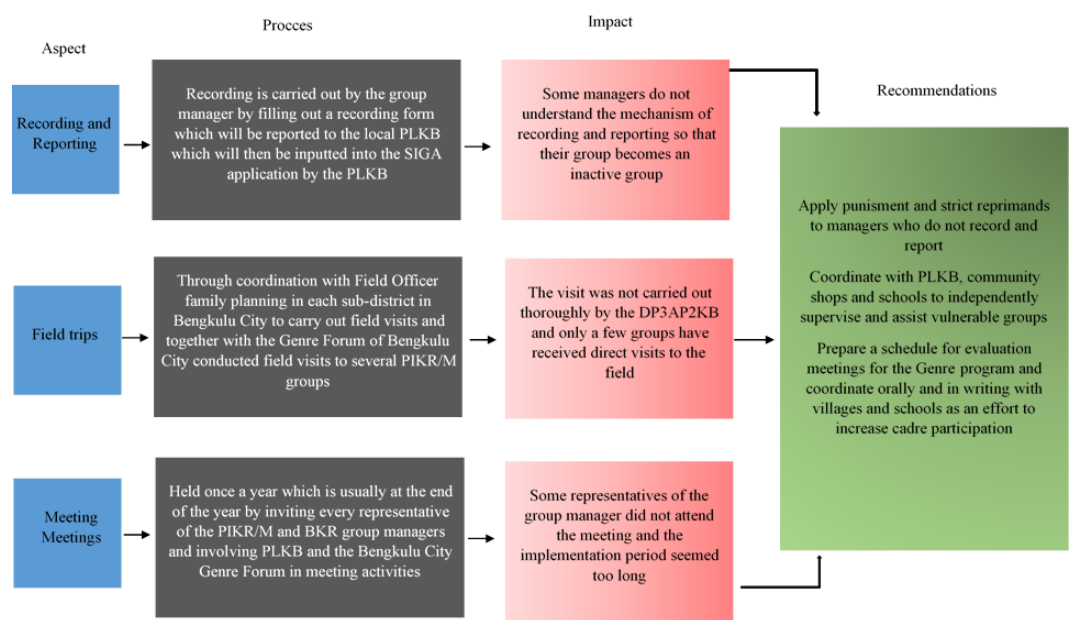 Aspect
Procces
Impact
Recommendations
Recording and
Reporting
Recording is carried out by the group
manager by filling out a recording form
which will be reported to the local PLKB
which will then be inputted into the SIGA
application by the PLKB
Some managers do not
understand the mechanism of
recording and reporting so that
their group becomes an
inactive group
Field trips
Through coordination with Field Officer
family planning in each sub-district in
Bengkulu City to carry out field visits and
together with the Genre Forum of Bengkulu
City conducted field visits to several PIKR/M
groups
The visit was not carried out
thoroughly by the DP3AP2KB
and only a few groups have
received direct visits to the
field
Meeting
Meetings
Held once a year which is usually at the end
of the year by inviting every representative
of the PIKR/M and BKR group managers
and involving PLKB and the Bengkulu City
Genre Forum in meeting activities
Some representatives of the
group manager did not attend
the meeting and the
implementation period seemed
too long
Apply punisment and strict reprimands
to managers who do not record and
report
Coordinate with PLKB, community
shops and schools to independently
supervise and assist vulnerable groups
Prepare a schedule for evaluation
meetings for the Genre program and
coordinate orally and in writing with
villages and schools as an effort to
increase cadre participation